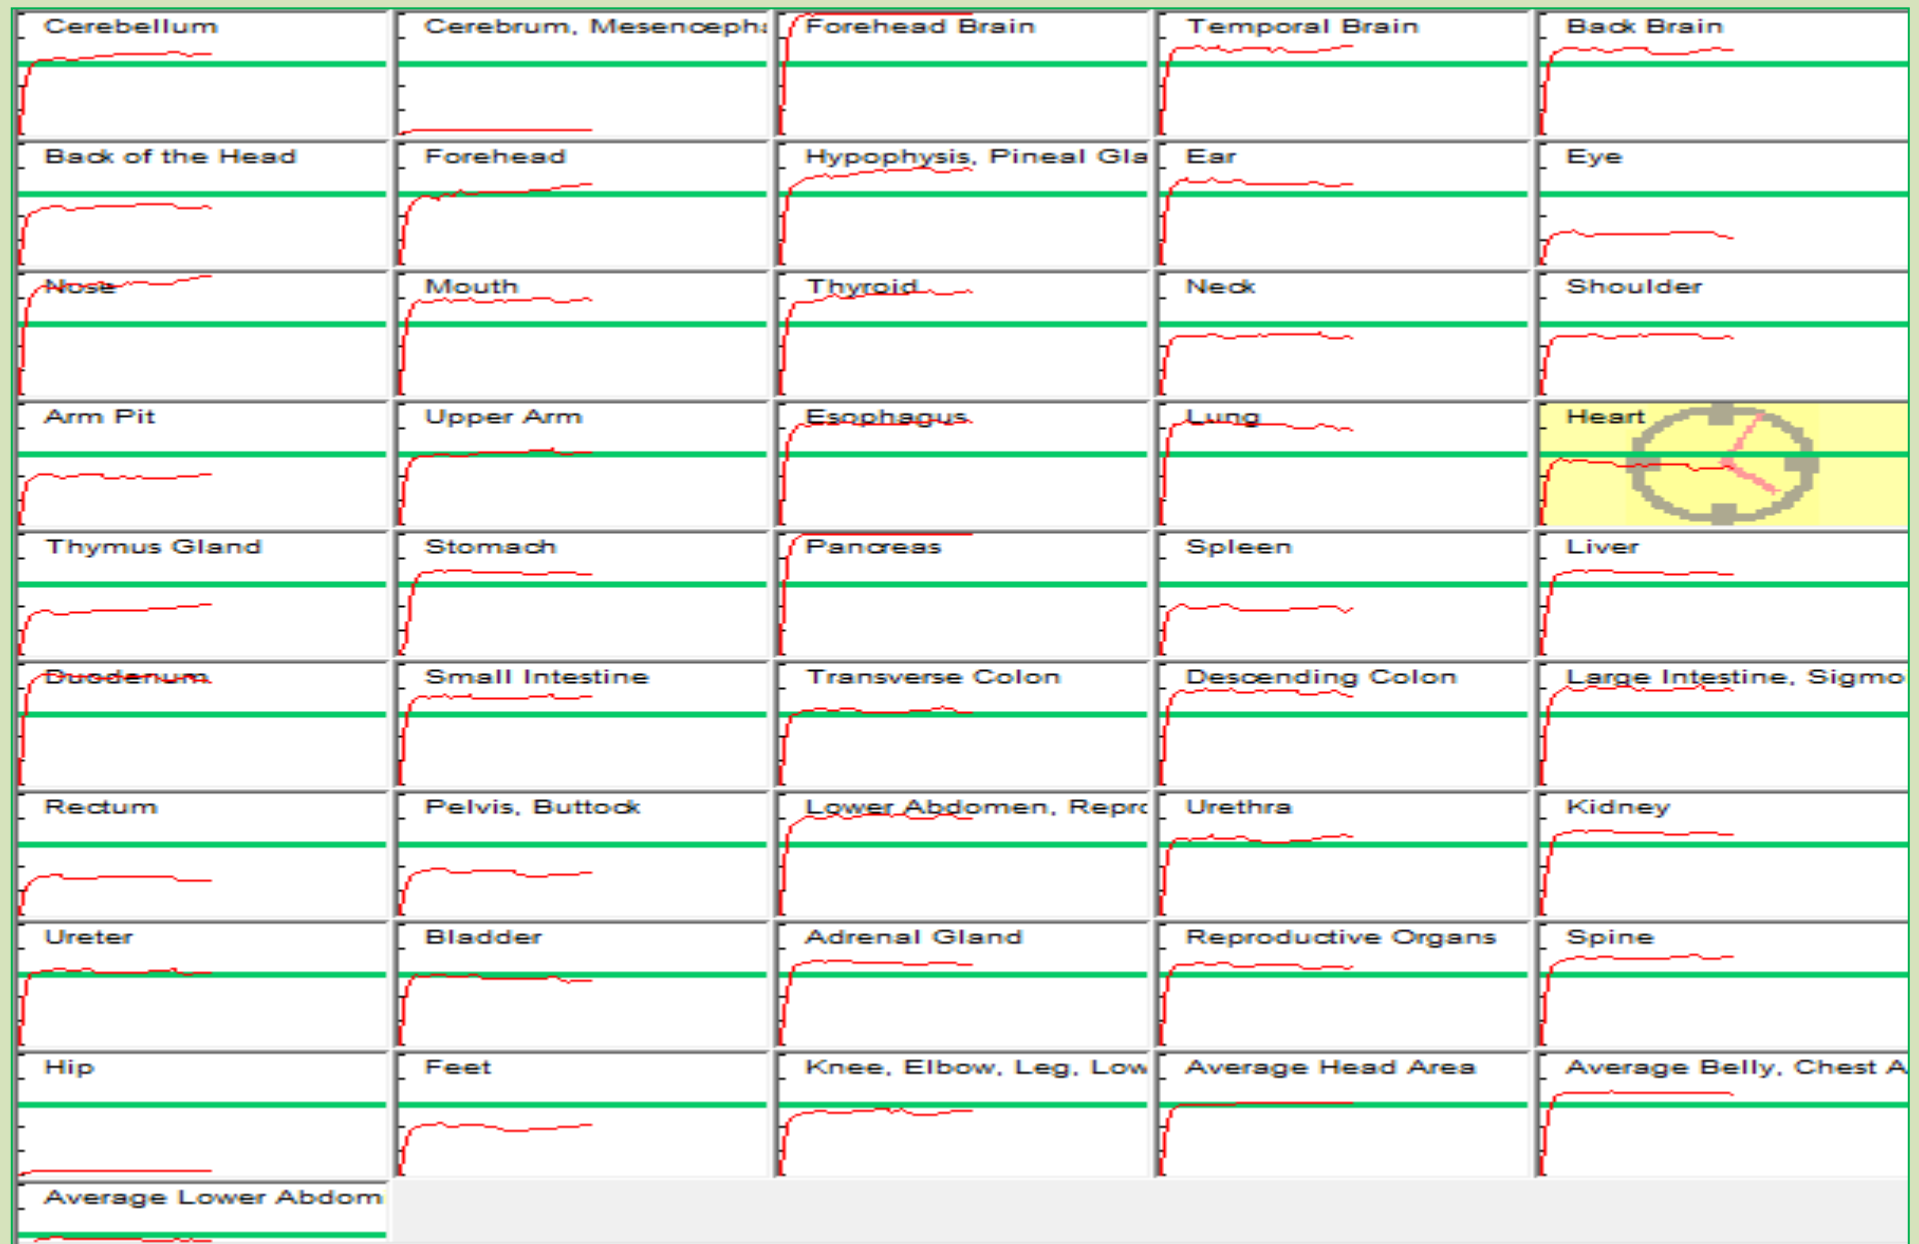 Cerebellum
Cerebrum, Mesencepha
Forehead Brain
Temporal Brain
Back Brain
Back of the Head
Forehead
Hypophysis, Pineal Gla
Ear
Eye
Nose
Mouth
Thyroid
Neck
Shoulder
Arm Pit
Upper Arm
Esophagus
Lung
Heart
Thymus Gland
Stomach
Pancreas
Spleen
Liver
Duodenum
Small Intestine
Transverse Colon
Descending Colon
Large Intestine, Sigmo
Rectum
Pelvis, Buttock
Lower Abdomen, Repro
Urethra
Kidney
Ureter
Bladder
Adrenal Gland
Reproductive Organs
Spine
Hip
Feet
Knee, Elbow, Leg, Low
Average Head Area
Average Belly, Chest A
Average Lower Abdom